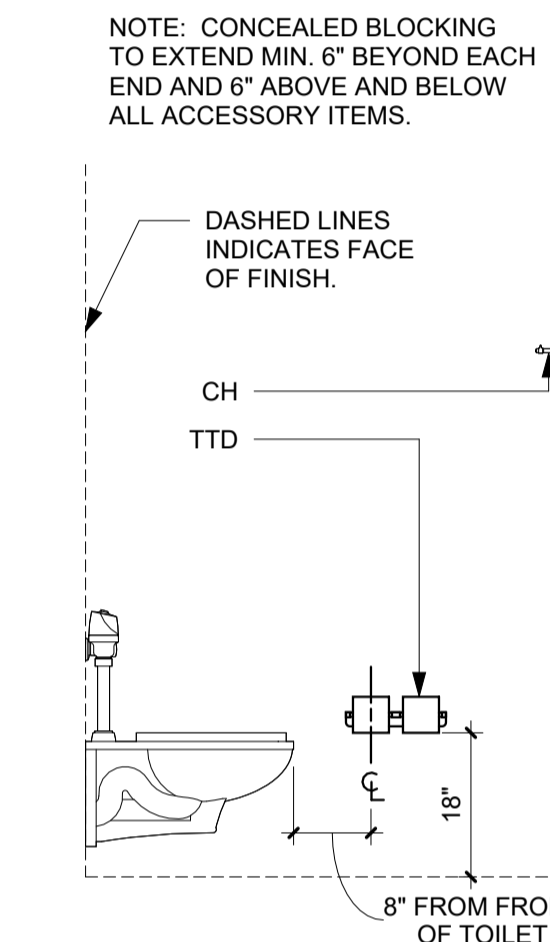 NOTE: CONCEALED BLOCKING
TO EXTEND MIN. 6" BEYOND EACH
END AND 6" ABOVE AND BELOW
ALL ACCESSORY ITEMS.
DASHED LINES
INDICATES FACE
OF FINISH.
CH
TTD
CL
18"
8" FROM FRO
OF TOILET